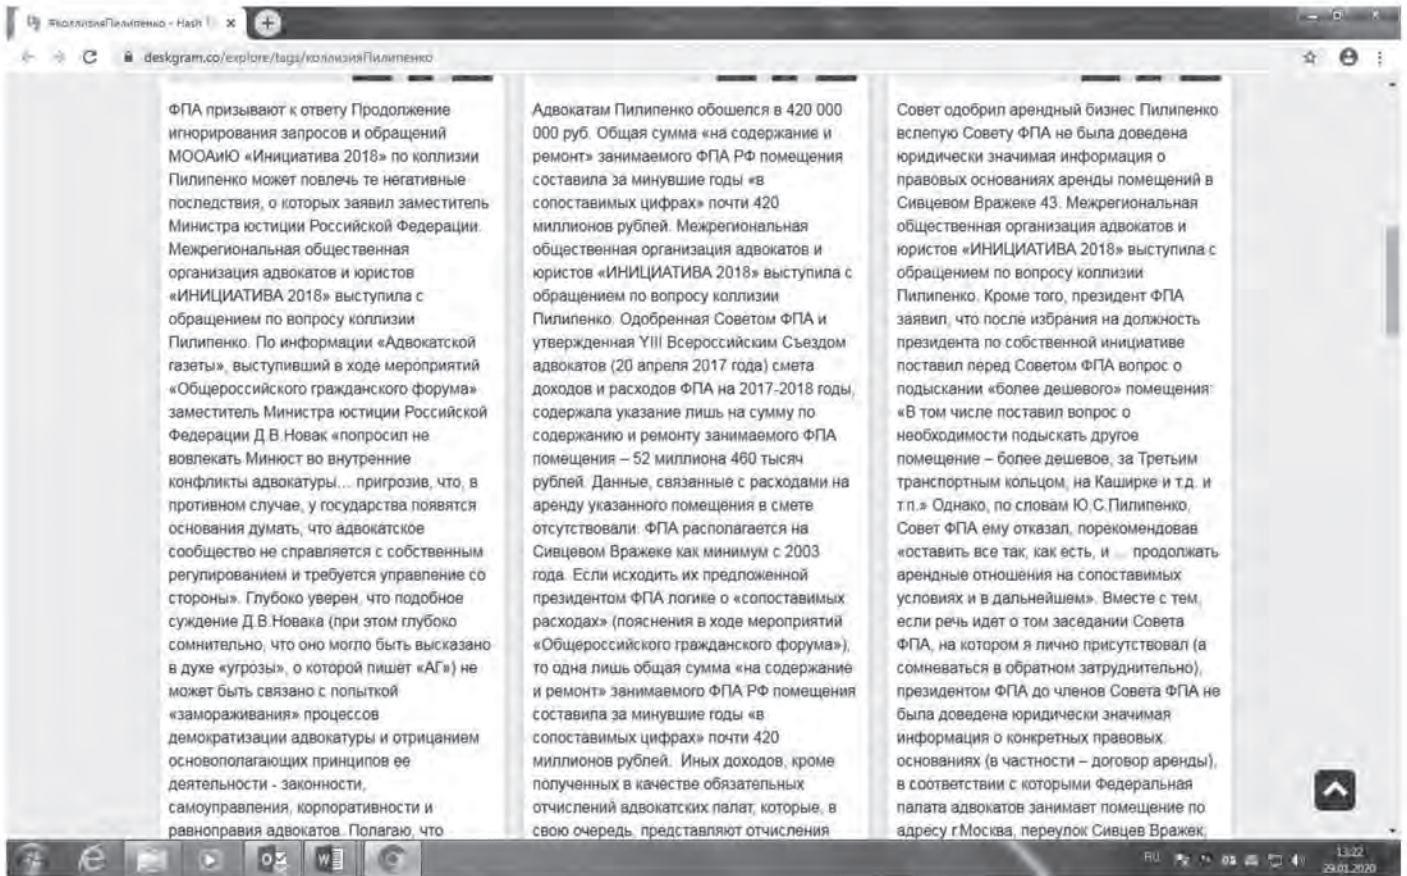 #коллизияПилипенко - Hash
deskgram.co/explore/tags/коллизияПилипенко
ФПА призывают к ответу Продолжение
игнорирования запросов и обращений
МООАиЮ «Инициатива 2018» по коллизии
Пилипенко может повлечь те негативные
последствия, о которых заявил заместитель
Министра юстиции Российской Федерации.
Межрегиональная общественная
организация адвокатов и юристов
«ИНИЦИАТИВА 2018» выступила с
обращением по вопросу коллизии
Пилипенко. По информации «Адвокатской
газеты», выступивший в ходе мероприятий
«Общероссийского гражданского форума»
заместитель Министра юстиции Российской
Федерации Д.В.Новак «попросил не
вовлекать Минюст во внутренние
конфликты адвокатуры… пригрозив, что, в
противном случае, у государства появятся
основания думать, что адвокатское
сообщество не справляется с собственным
регулированием и требуется управление со
стороны». Глубоко уверен, что подобное
суждение Д.В.Новака (при этом глубоко
сомнительно, что оно могло быть высказано
в духе «угрозы», о которой пишет «АГ») не
может быть связано с попыткой
«замораживания» процессов
демократизации адвокатуры и отрицанием
основополагающих принципов ее
деятельности - законности,
самоуправления, корпоративности и
равноправия адвокатов. Полагаю, что
Адвокатам Пилипенко обошелся в 420 000
000 руб. Общая сумма «на содержание и
ремонт» занимаемого ФПА РФ помещения
составила за минувшие годы «в
сопоставимых цифрах» почти 420
миллионов рублей. Межрегиональная
общественная организация адвокатов и
юристов «ИНИЦИАТИВА 2018» выступила с
обращением по вопросу коллизии
Пилипенко. Одобренная Советом ФПА и
утвержденная YIII Всероссийским Съездом
адвокатов (20 апреля 2017 года) смета
доходов и расходов ФПА на 2017-2018 годы,
содержала указание лишь на сумму по
содержанию и ремонту занимаемого ФПА
помещения – 52 миллиона 460 тысяч
рублей. Данные, связанные с расходами на
аренду указанного помещения в смете
отсутствовали. ФПА располагается на
Сивцевом Вражеке как минимум с 2003
года. Если исходить их предложенной
президентом ФПА логике о «сопоставимых
расходах» (пояснения в ходе мероприятий
«Общероссийского гражданского форума»),
то одна лишь общая сумма «на содержание
и ремонт» занимаемого ФПА РФ помещения
составила за минувшие годы «в
сопоставимых цифрах» почти 420
миллионов рублей. Иных доходов, кроме
полученных в качестве обязательных
отчислений адвокатских палат, которые, в
свою очередь, представляют отчисления
Совет одобрил арендный бизнес Пилипенко
вслепую Совету ФПА не была доведена
юридически значимая информация о
правовых основаниях аренды помещений в
Сивцевом Вражеке 43. Межрегиональная
общественная организация адвокатов и
юристов «ИНИЦИАТИВА 2018» выступила с
обращением по вопросу коллизии
Пилипенко. Кроме того, президент ФПА
заявил, что после избрания на должность
президента по собственной инициативе
поставил перед Советом ФПА вопрос о
подыскании «более дешевого» помещения:
«В том числе поставил вопрос о
необходимости подыскать другое
помещение – более дешевое, за Третьим
транспортным кольцом, на Каширке и т.д. и
т.п.» Однако, по словам Ю.С.Пилипенко,
Совет ФПА ему отказал, порекомендовав
«оставить все так, как есть, и … продолжать
арендные отношения на сопоставимых
условиях и в дальнейшем». Вместе с тем,
если речь идет о том заседании Совета
ФПА, на котором я лично присутствовал (а
сомневаться в обратном затруднительно),
президентом ФПА до членов Совета ФПА не
была доведена юридически значимая
информация о конкретных правовых
основаниях (в частности – договор аренды),
в соответствии с которыми Федеральная
палата адвокатов занимает помещение по
адресу г.Москва, переулок Сивцев Вражек,
RU
13:22
29.01.2020